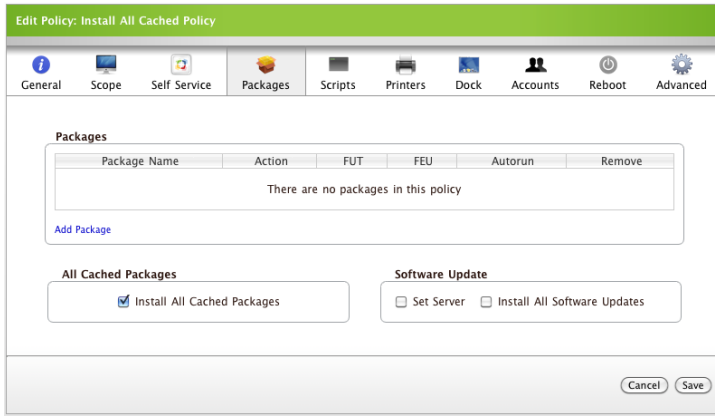 Edit Policy: Install All Cached Policy
General Scope Self Service Packages Scripts Printers Dock Accounts Reboot Advanced
Packages
Package Name Action FUT FEU Autorun Remove
There are no packages in this policy
Add Package
All Cached Packages Software Update
Install All Cached Packages Set Server Install All Software Updates
Cancel Save